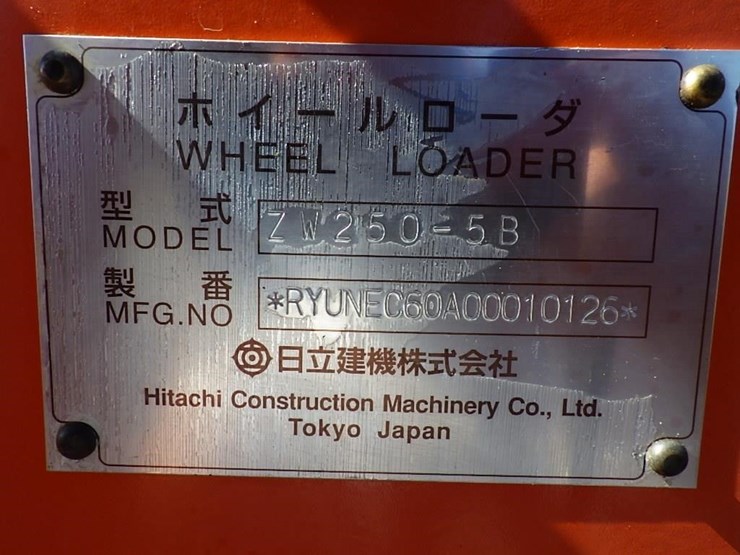 ホイールローダ
WHEEL LOADER
型式 ZW250-5B
MODEL
製番 *RYUNEC60A00010126*
MFG.NO
日立建機株式会社
Hitachi Construction Machinery Co., Ltd.
Tokyo Japan